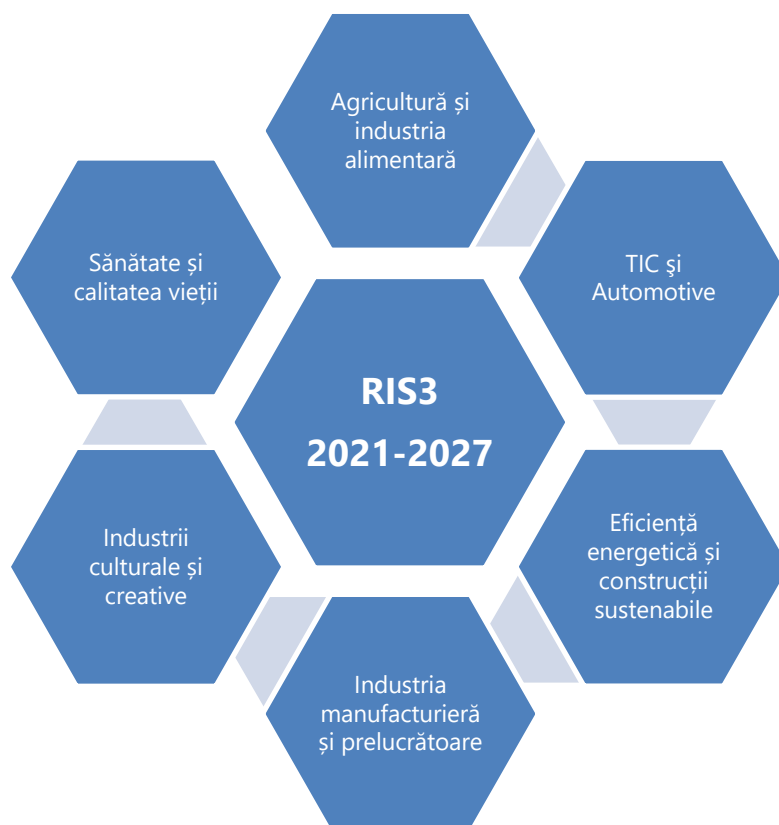 Agricultură și
industria
alimentară
TIC şi
Automotive
Eficiență
energetică și
construcții
sustenabile
Industria
manufacturieră
și prelucrătoare
Industrii
culturale și
creative
Sănătate și
calitatea vieții
RIS3
2021-2027